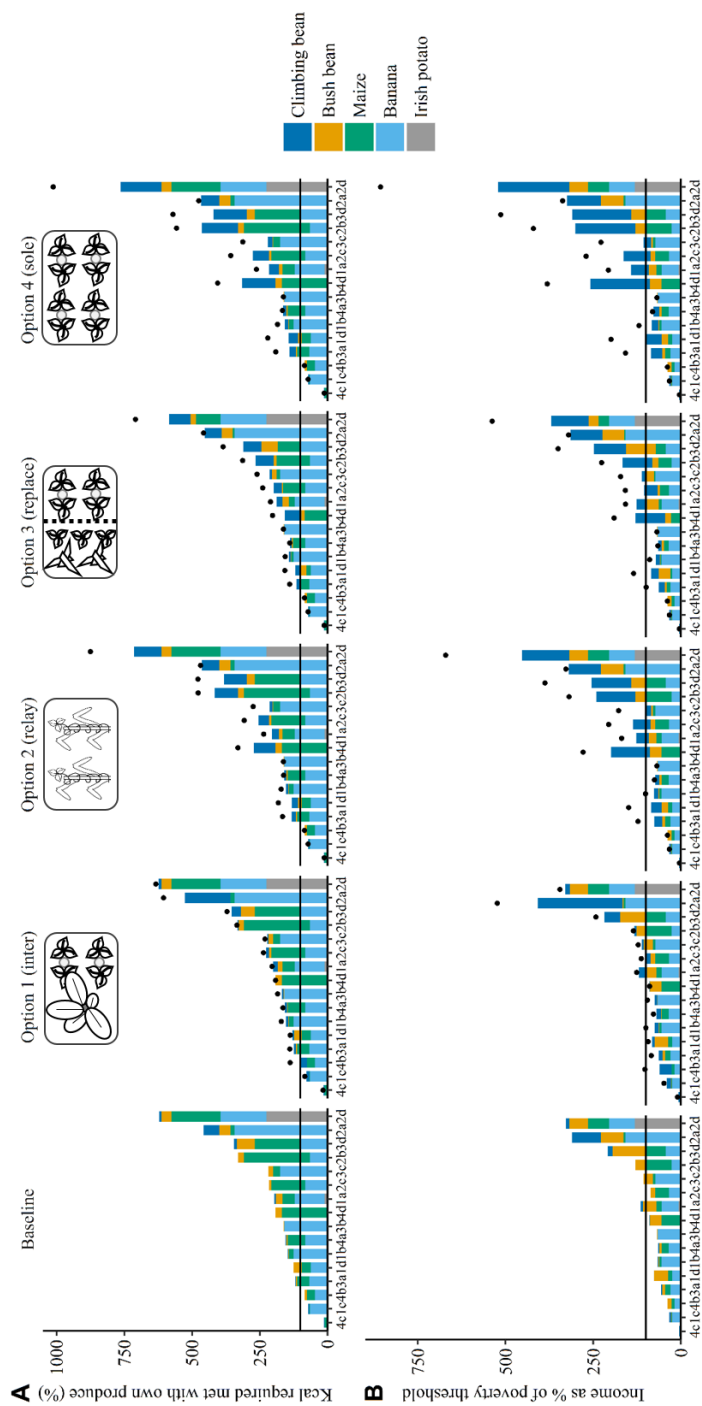 Baseline
Option 1 (inter)
Option 2 (relay)
Option 3 (replace)
Option 4 (sole)
A
Kcal required met with own produce (%)
1000
750
500
250
0
4c1c4b3a1d1b4a3b4d1a2c3c2b3d2a2d
4c1c4b3a1d1b4a3b4d1a2c3c2b3d2a2d
4c1c4b3a1d1b4a3b4d1a2c3c2b3d2a2d
4c1c4b3a1d1b4a3b4d1a2c3c2b3d2a2d
4c1c4b3a1d1b4a3b4d1a2c3c2b3d2a2d
Climbing bean
Bush bean
Maize
Banana
Irish potato
B
Income as % of poverty threshold
750
500
250
0
4c1c4b3a1d1b4a3b4d1a2c3c2b3d2a2d
4c1c4b3a1d1b4a3b4d1a2c3c2b3d2a2d
4c1c4b3a1d1b4a3b4d1a2c3c2b3d2a2d
4c1c4b3a1d1b4a3b4d1a2c3c2b3d2a2d
4c1c4b3a1d1b4a3b4d1a2c3c2b3d2a2d